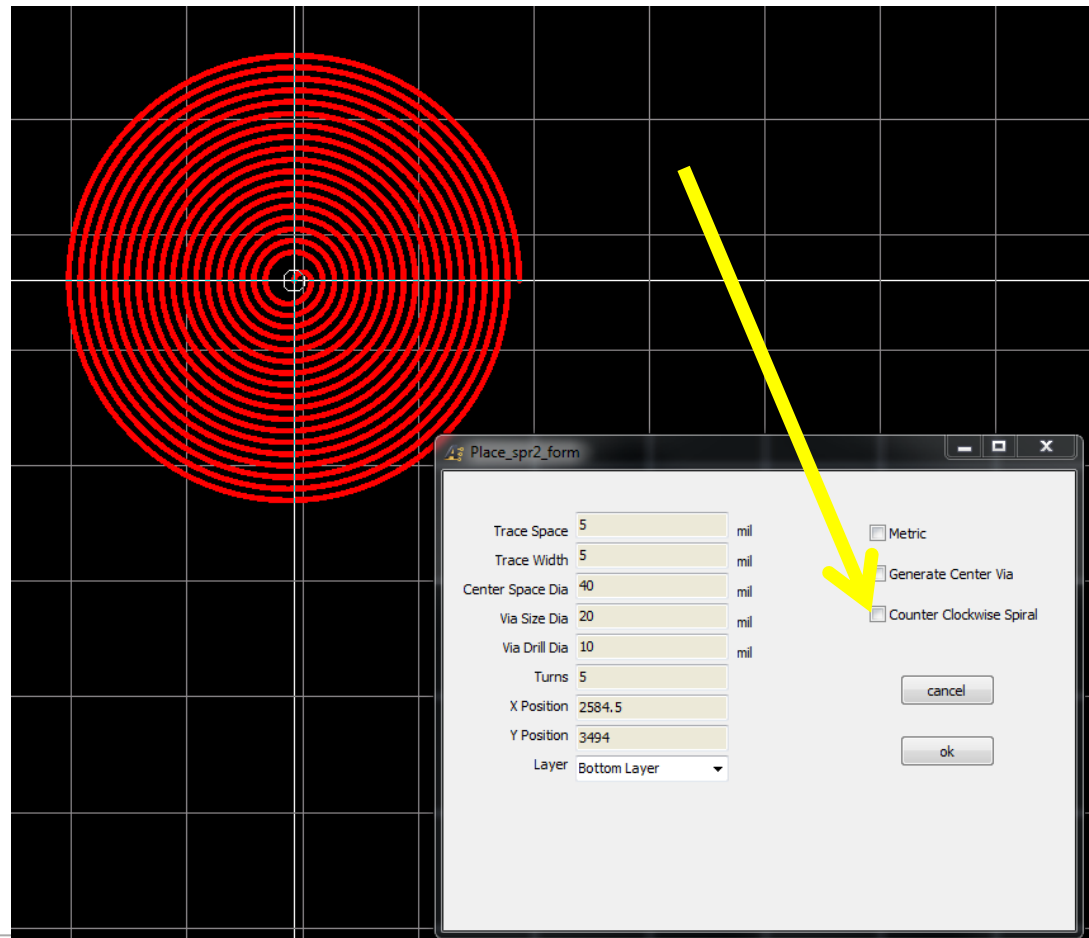 Place_spr2_form
Trace Space 5 mil
Metric
Trace Width 5 mil
Generate Center Via
Center Space Dia 40 mil
Via Size Dia 20 mil
Counter Clockwise Spiral
Via Drill Dia 10 mil
Turns 5
cancel
X Position 2584.5
Y Position 3494
ok
Layer Bottom Layer